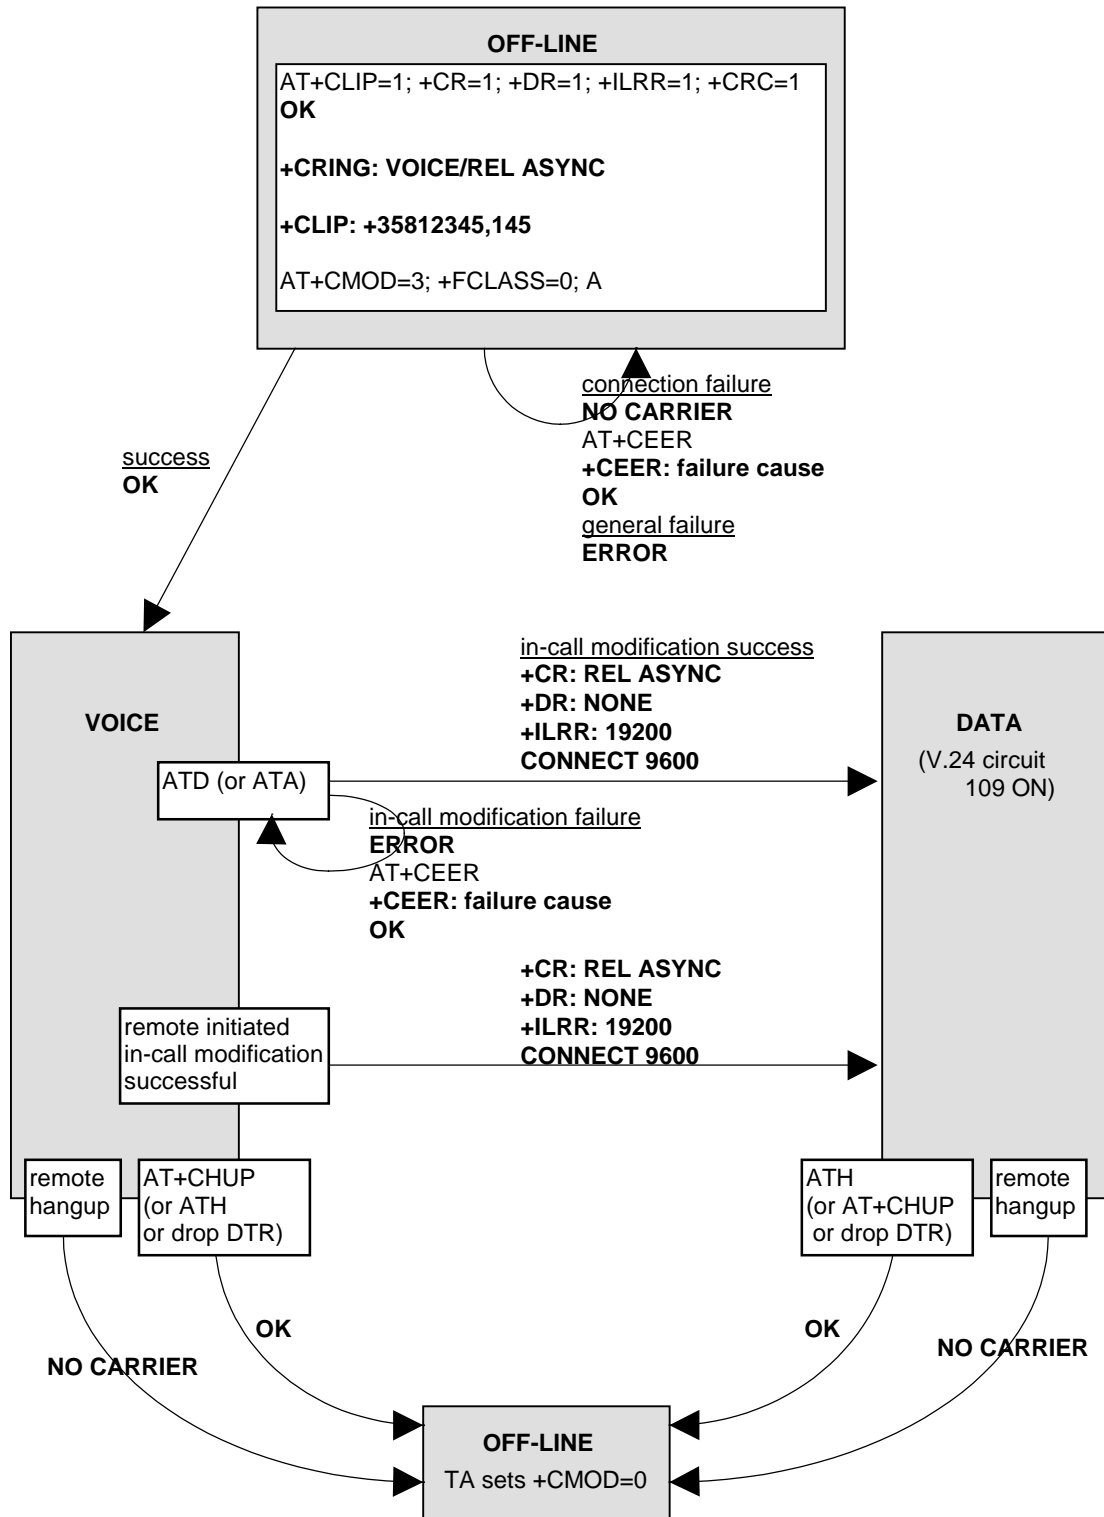 OFF-LINE
AT+CLIP=1; +CR=1; +DR=1; +ILRR=1; +CRC=1
OK
+CRING: VOICE/REL ASYNC
+CLIP: +35812345,145
AT+CMOD=3; +FCLASS=0; A
connection failure
NO CARRIER
AT+CEER
+CEER: failure cause
OK
general failure
ERROR
success
OK
in-call modification success
+CR: REL ASYNC
+DR: NONE
+ILRR: 19200
CONNECT 9600
VOICE
DATA
(V.24 circuit
109 ON)
ATD (or ATA)
in-call modification failure
ERROR
AT+CEER
+CEER: failure cause
OK
+CR: REL ASYNC
+DR: NONE
+ILRR: 19200
CONNECT 9600
remote initiated
in-call modification
successful
remote
hangup
AT+CHUP
(or ATH
or drop DTR)
ATH
(or AT+CHUP
or drop DTR)
remote
hangup
OK
NO CARRIER
OK
NO CARRIER
OFF-LINE
TA sets +CMOD=0